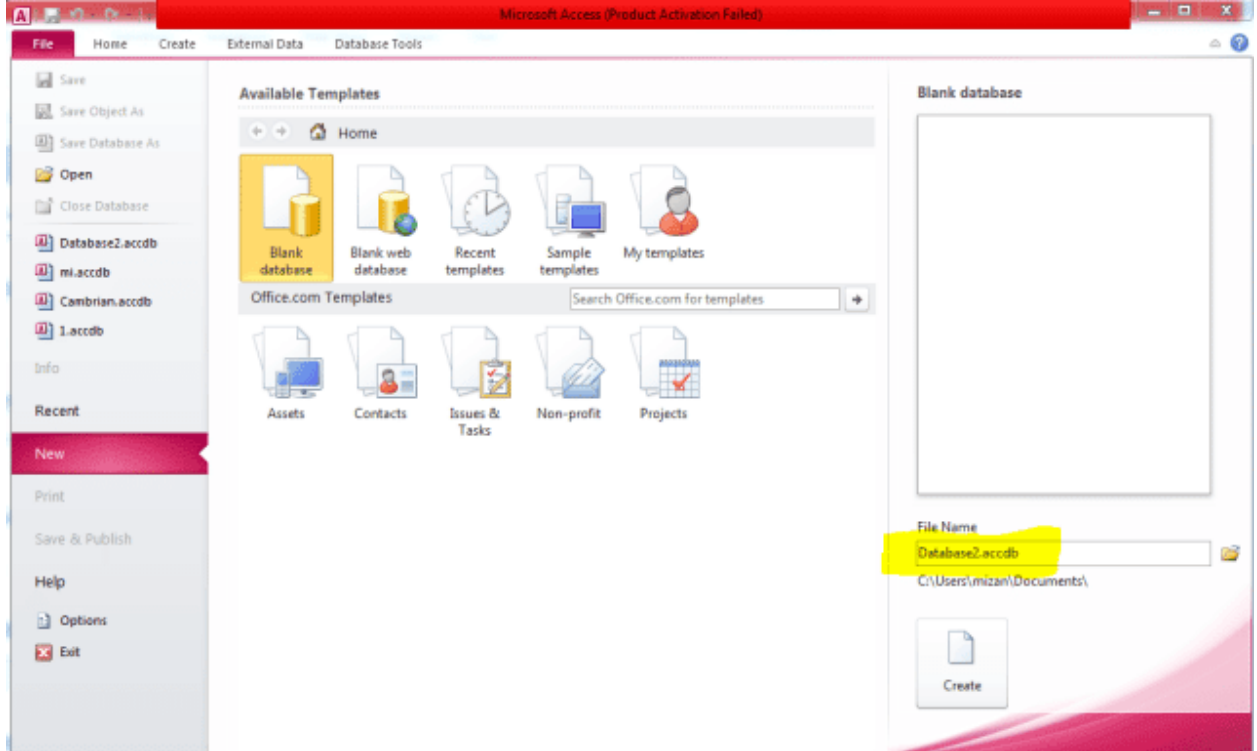 Microsoft Access (Product Activation Failed)
File Home Create External Data Database Tools
Save
Save Object As
Save Database As
Open
Close Database
Database2.accdb
mi.accdb
Cambrian.accdb
1.accdb
Info
Recent
New
Print
Save & Publish
Help
Options
Exit
Available Templates
Home
Blank database
Blank web database
Recent templates
Sample templates
My templates
Office.com Templates
Search Office.com for templates
Assets
Contacts
Issues & Tasks
Non-profit
Projects
Blank database
File Name
Database2.accdb
C:\Users\mizan\Documents\
Create